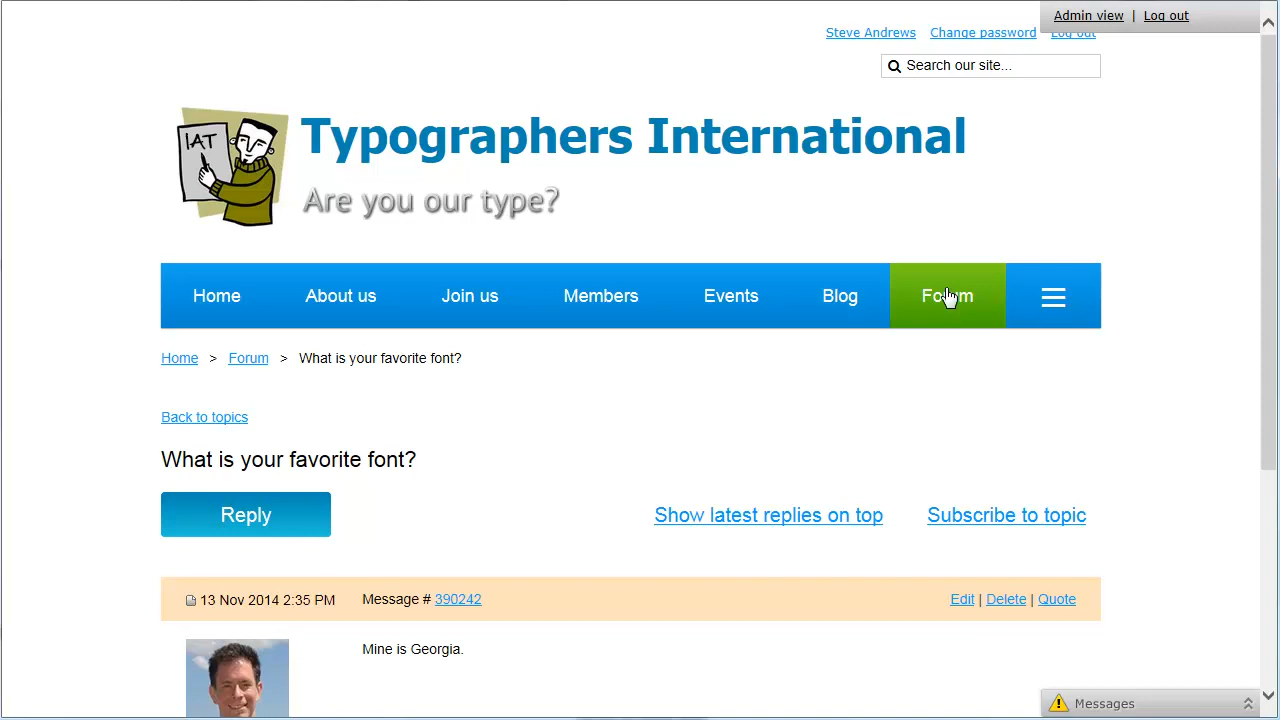 Admin view | Log out
Steve Andrews Change password Log out
Search our site...
IAT
Typographers International
Are you our type?
Home About us Join us Members Events Blog Forum
Home > Forum > What is your favorite font?
Back to topics
What is your favorite font?
Reply Show latest replies on top Subscribe to topic
13 Nov 2014 2:35 PM Message # 390242 Edit | Delete | Quote
Mine is Georgia.
Messages